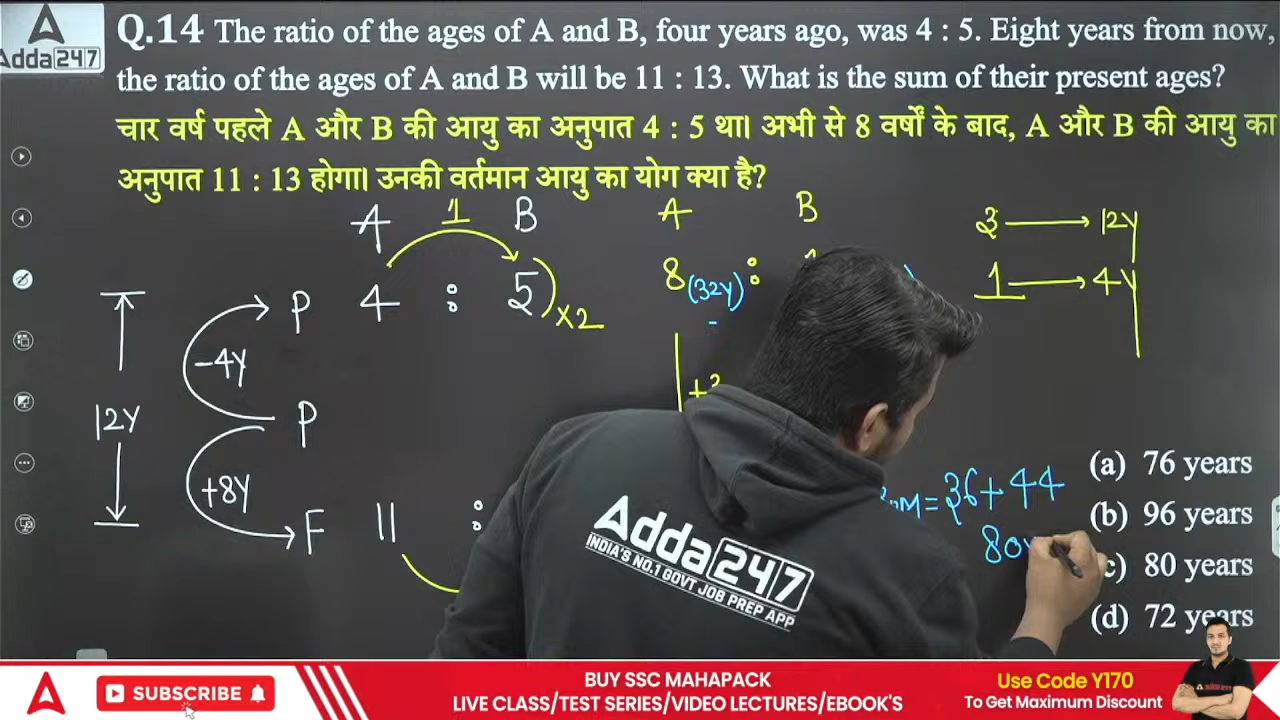 Adda247
Q.14 The ratio of the ages of A and B, four years ago, was 4 : 5. Eight years from now,
the ratio of the ages of A and B will be 11 : 13. What is the sum of their present ages?
चार वर्ष पहले A और B की आयु का अनुपात 4 : 5 था। अभी से 8 वर्षों के बाद, A और B की आयु का
अनुपात 11 : 13 होगा। उनकी वर्तमान आयु का योग क्या है?
A 1 B
P 4 : 5 ×2
-4Y
12Y
P
+8Y
F 11 :
A B
8 (32Y) :
3 → 12Y
1 → 4Y
= 36 + 44
(a) 76 years
(b) 96 years
(c) 80 years
(d) 72 years
Adda247
INDIA'S NO.1 GOVT JOB PREP APP
SUBSCRIBE
BUY SSC MAHAPACK
LIVE CLASS/TEST SERIES/VIDEO LECTURES/EBOOK'S
Use Code Y170
To Get Maximum Discount